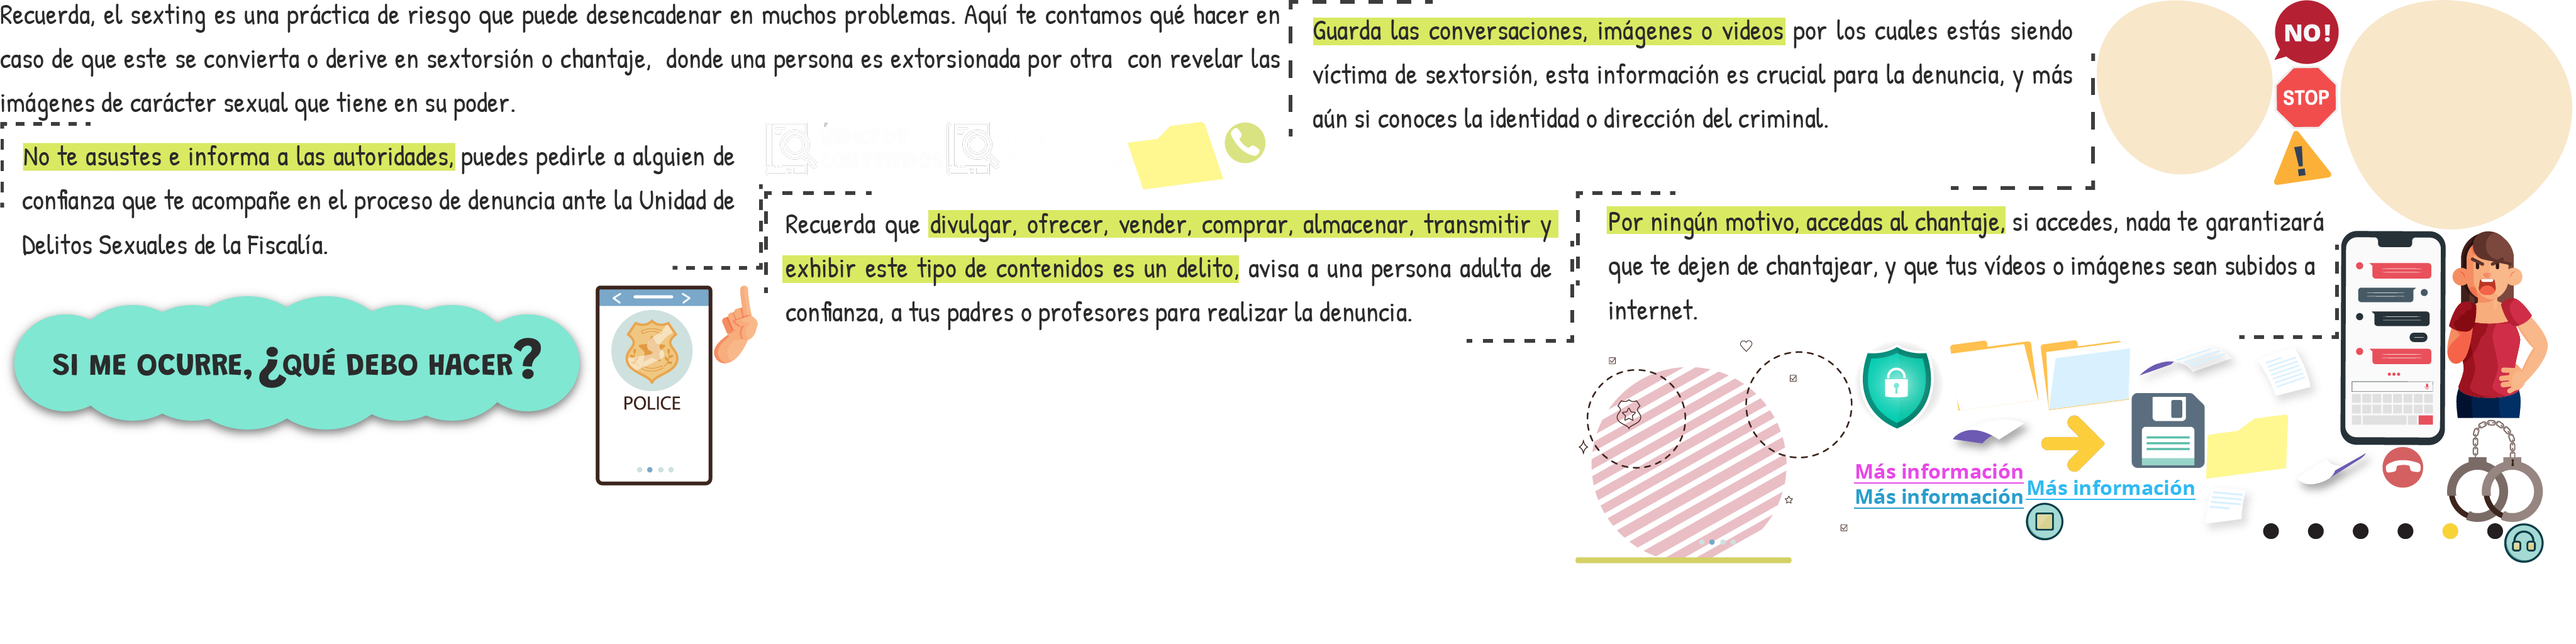 Recuerda, el sexting es una práctica de riesgo que puede desencadenar en muchos problemas. Aquí te contamos qué hacer en
caso de que este se convierta o derive en sextorsión o chantaje, donde una persona es extorsionada por otra con revelar las
imágenes de carácter sexual que tiene en su poder.
No te asustes e informa a las autoridades, puedes pedirle a alguien de
confianza que te acompañe en el proceso de denuncia ante la Unidad de
Delitos Sexuales de la Fiscalía.
SI ME OCURRE, ¿QUÉ DEBO HACER?
POLICE
Recuerda que divulgar, ofrecer, vender, comprar, almacenar, transmitir y
exhibir este tipo de contenidos es un delito, avisa a una persona adulta de
confianza, a tus padres o profesores para realizar la denuncia.
Guarda las conversaciones, imágenes o videos por los cuales estás siendo
víctima de sextorsión, esta información es crucial para la denuncia, y más
aún si conoces la identidad o dirección del criminal.
NO!
STOP
!
Por ningún motivo, accedas al chantaje, si accedes, nada te garantizará
que te dejen de chantajear, y que tus vídeos o imágenes sean subidos a
internet.
Más información
Más información
Más información